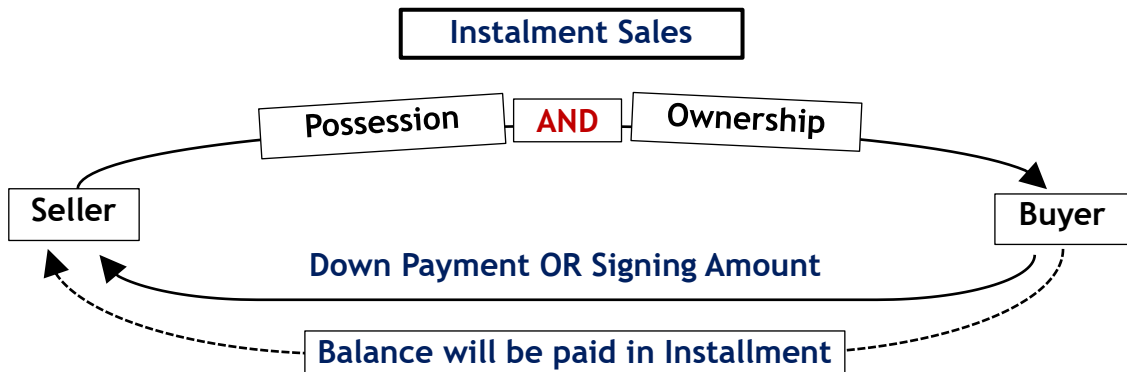 Instalment Sales
Possession AND Ownership
Seller
Buyer
Down Payment OR Signing Amount
Balance will be paid in Installment